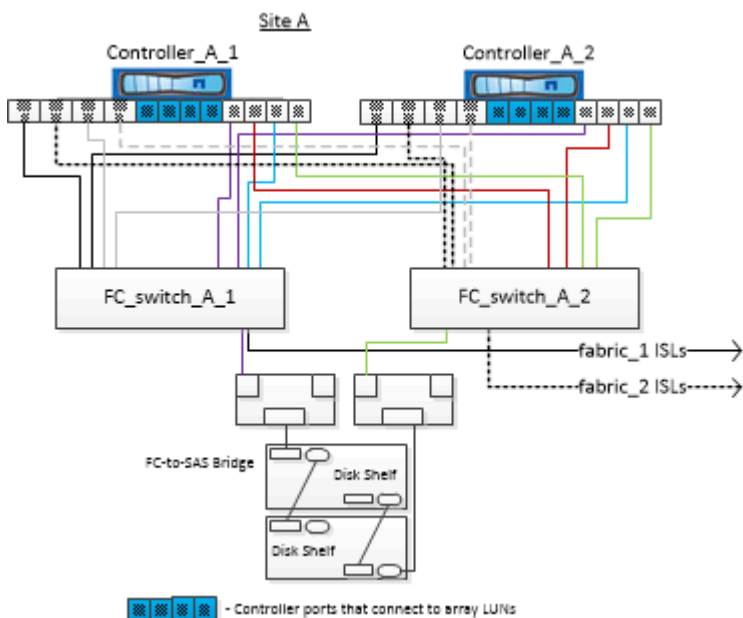 Site A
Controller_A_1
Controller_A_2
FC_switch_A_1
FC_switch_A_2
fabric_1 ISLs
fabric_2 ISLs
FC-to-SAS Bridge
Disk Shelf
Disk Shelf
- Controller ports that connect to array LUNs